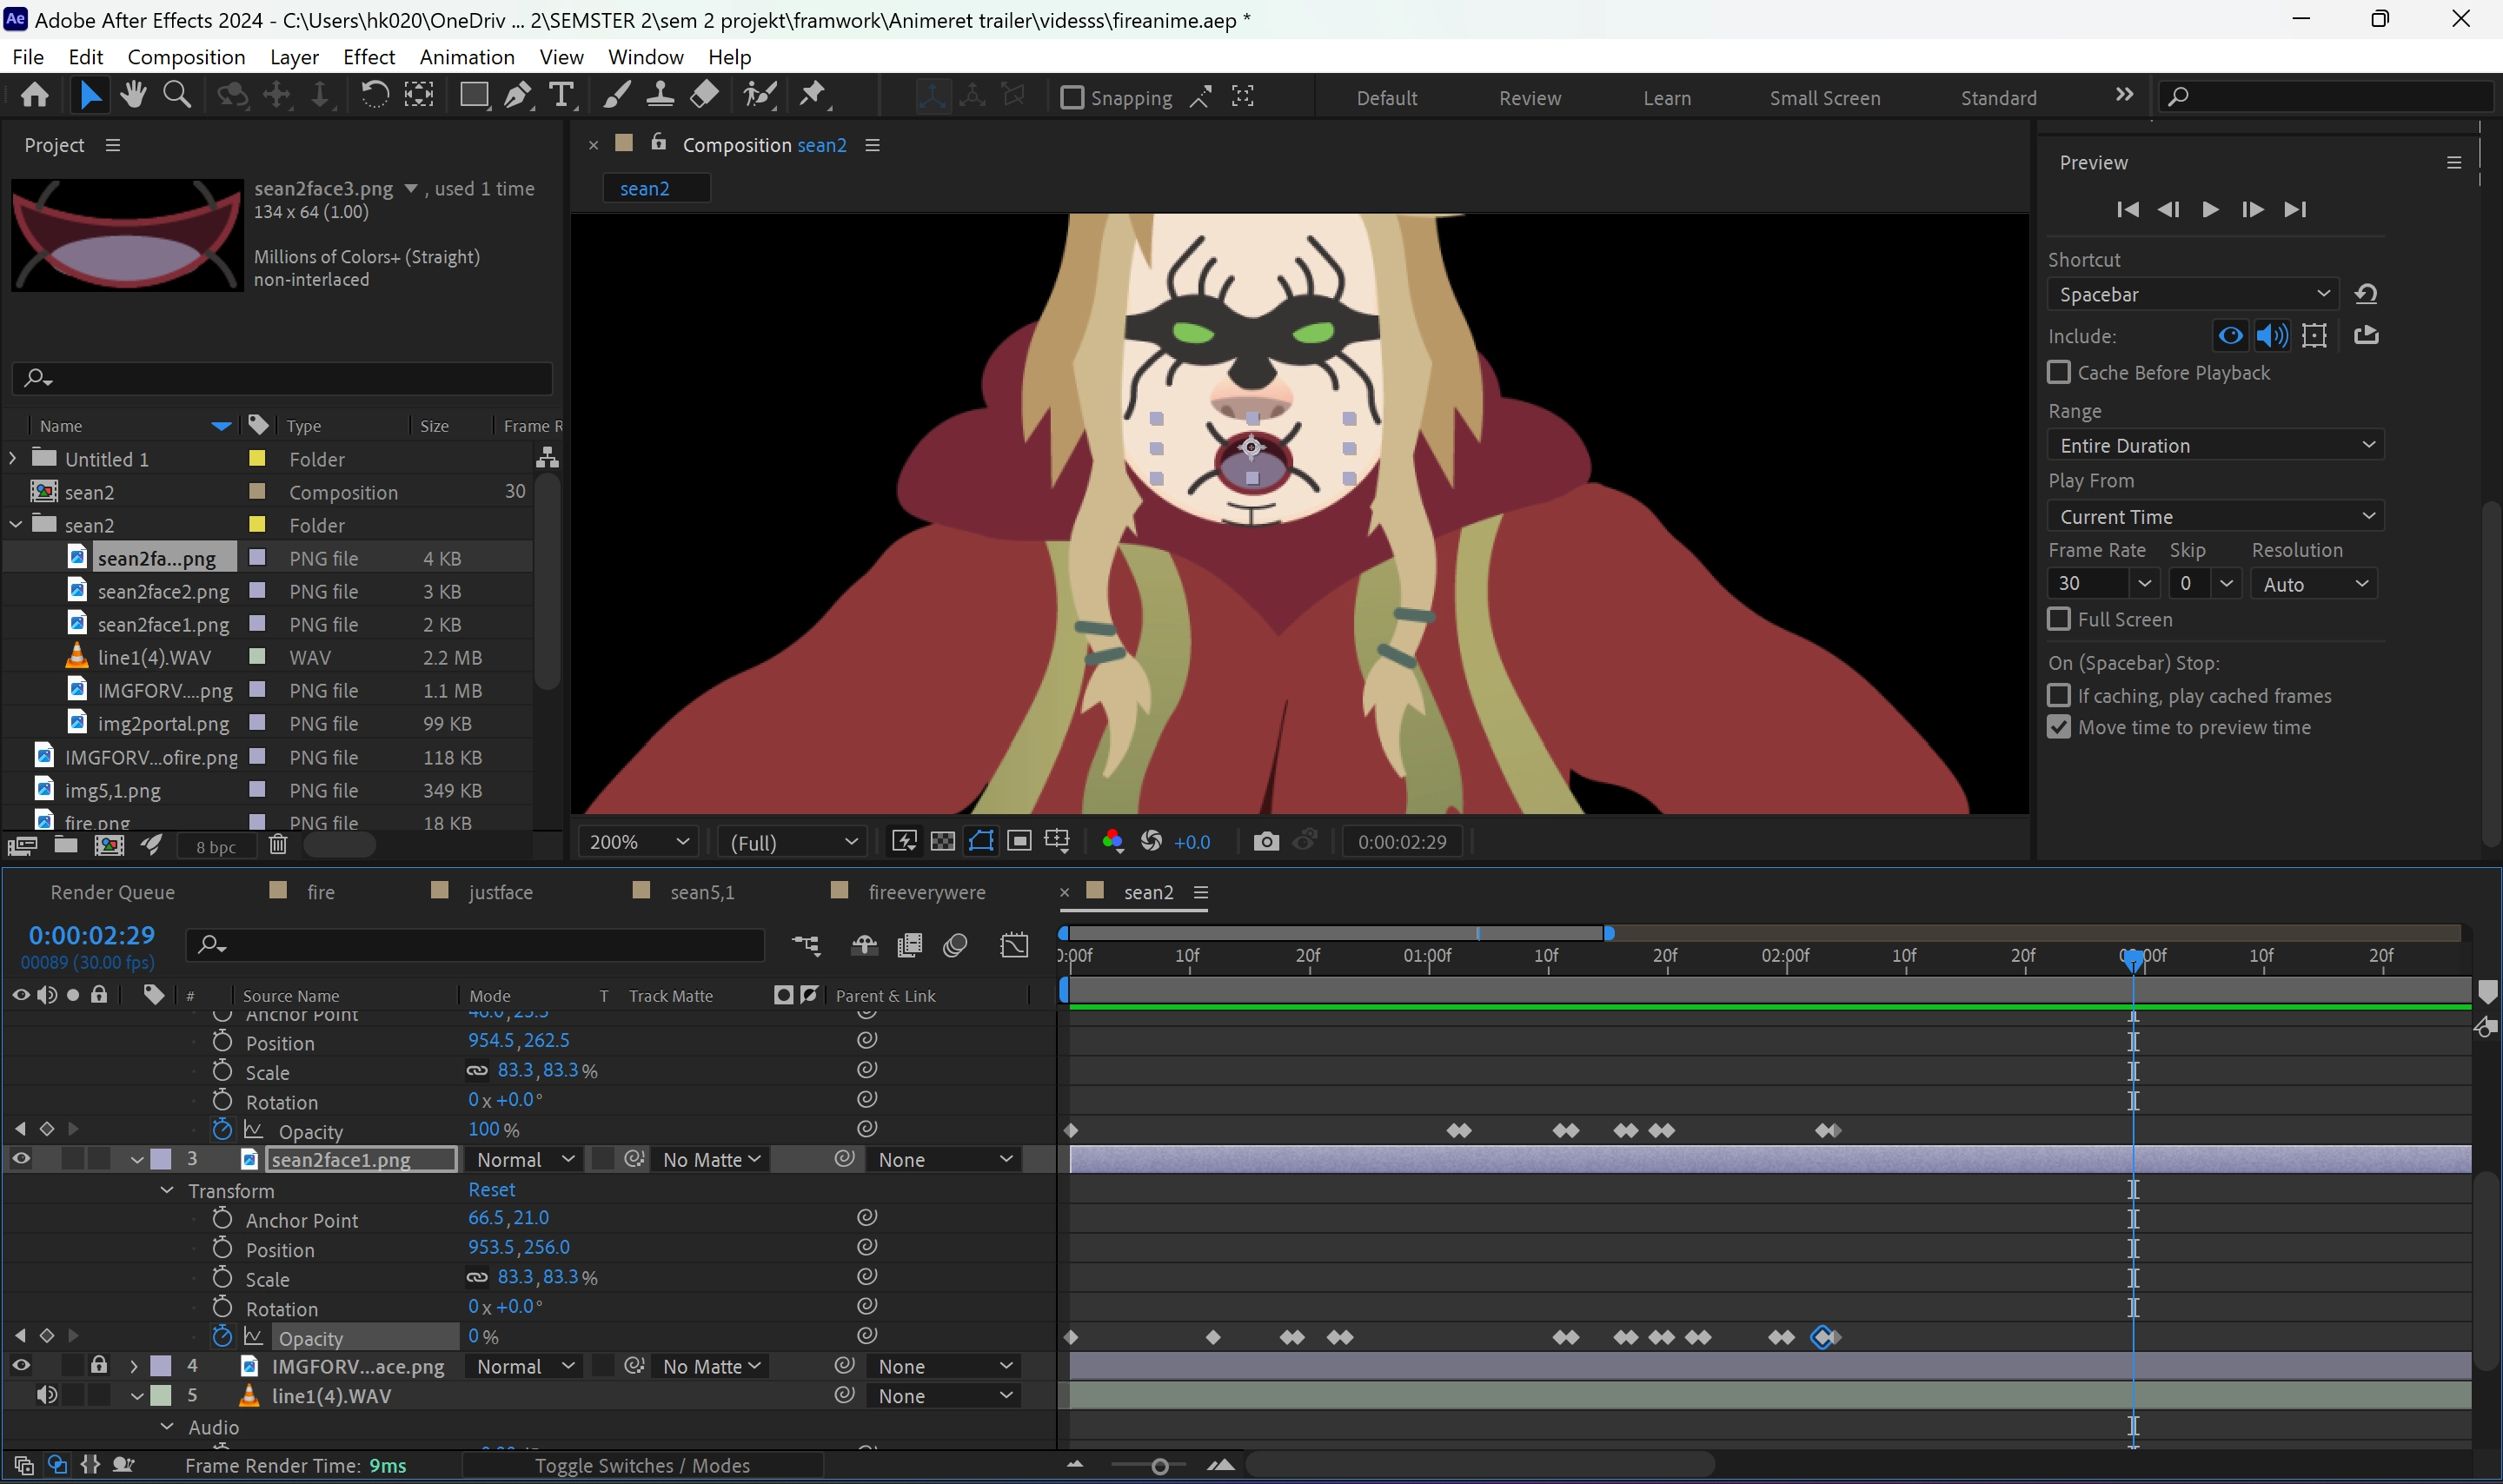 Ae Adobe After Effects 2024 - C:\Users\hk020\OneDriv ... 2\SEMSTER 2\sem 2 projekt\framwork\Animeret trailer\videsss\fireanime.aep *
File Edit Composition Layer Effect Animation View Window Help
Snapping Default Review Learn Small Screen Standard
Project
sean2face3.png , used 1 time
134 x 64 (1.00)
Millions of Colors+ (Straight)
non-interlaced
Name Type Size Frame R
Untitled 1 Folder
sean2 Composition 30
sean2 Folder
sean2fa...png PNG file 4 KB
sean2face2.png PNG file 3 KB
sean2face1.png PNG file 2 KB
line1(4).WAV WAV 2.2 MB
IMGFORV....png PNG file 1.1 MB
img2portal.png PNG file 99 KB
IMGFORV...ofire.png PNG file 118 KB
img5,1.png PNG file 349 KB
fire.png PNG file 18 KB
8 bpc
Composition sean2
sean2
200% (Full) +0.0 0:00:02:29
Preview
Shortcut
Spacebar
Include:
Cache Before Playback
Range
Entire Duration
Play From
Current Time
Frame Rate Skip Resolution
30 0 Auto
Full Screen
On (Spacebar) Stop:
If caching, play cached frames
Move time to preview time
Render Queue fire justface sean5,1 fireeverywere sean2
0:00:02:29
00089 (30.00 fps)
10f 20f 01:00f 10f 20f 02:00f 10f 20f 10f 20f
# Source Name Mode T Track Matte Parent & Link
Anchor Point
Position 954.5,262.5
Scale 83.3,83.3 %
Rotation 0 x +0.0°
Opacity 100 %
3 sean2face1.png Normal No Matte None
Transform Reset
Anchor Point 66.5,21.0
Position 953.5,256.0
Scale 83.3,83.3 %
Rotation 0 x +0.0°
Opacity 0 %
4 IMGFORV...ace.png Normal No Matte None
5 line1(4).WAV None
Audio
Frame Render Time: 9ms Toggle Switches / Modes